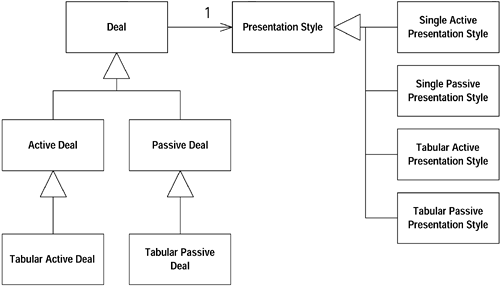 Deal
1
Presentation Style
Single Active
Presentation Style
Single Passive
Presentation Style
Active Deal
Passive Deal
Tabular Active
Presentation Style
Tabular Passive
Presentation Style
Tabular Active Deal
Tabular Passive
Deal